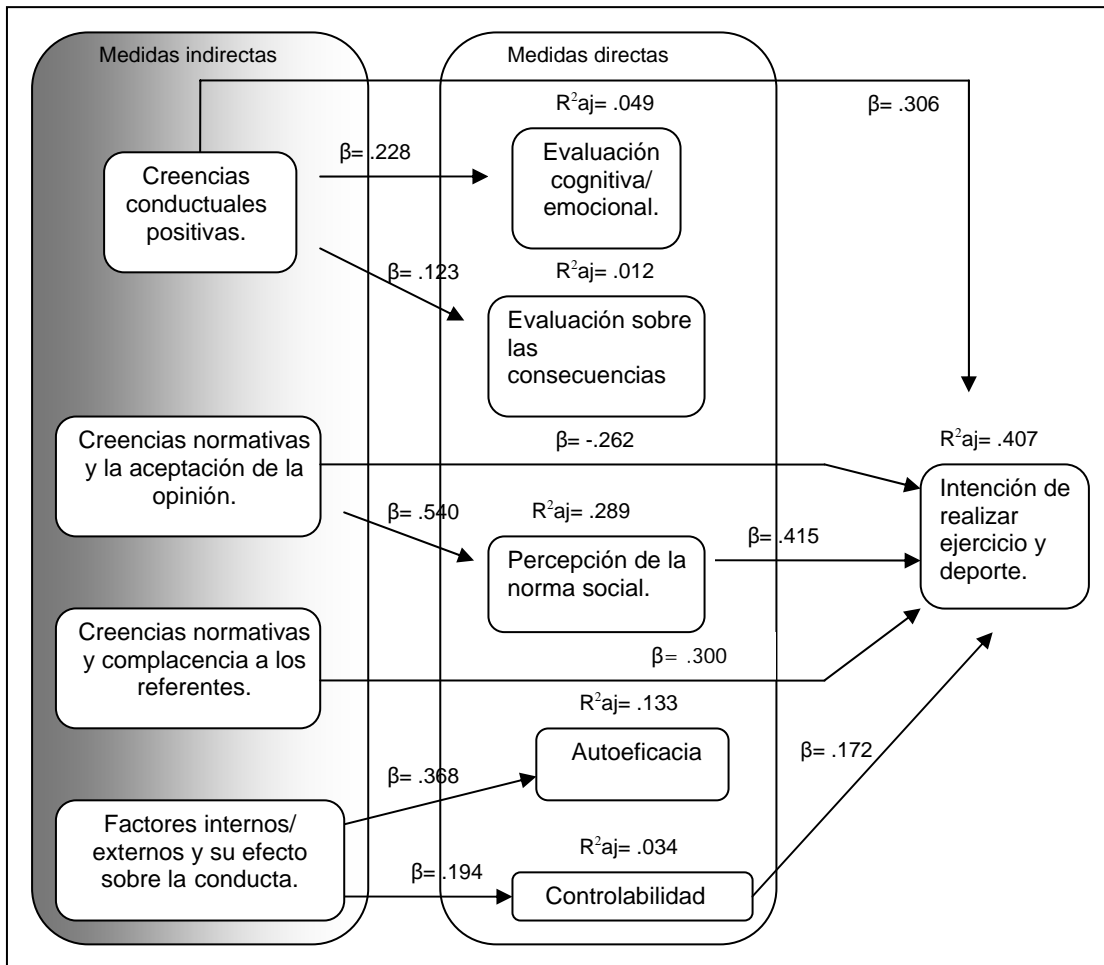 Medidas indirectas
Medidas directas
R²aj= .049
β= .306
β= .228
Creencias
conductuales
positivas.
Evaluación
cognitiva/
emocional.
β= .123
R²aj= .012
Evaluación sobre
las
consecuencias
Creencias normativas
y la aceptación de la
opinión.
β= -.262
R²aj= .407
Intención de
realizar
ejercicio y
deporte.
β= .540
R²aj= .289
Percepción de la
norma social.
β= .415
Creencias normativas
y complacencia a los
referentes.
β= .300
R²aj= .133
Autoeficacia
β= .172
β= .368
Factores internos/
externos y su efecto
sobre la conducta.
R²aj= .034
β= .194
Controlabilidad